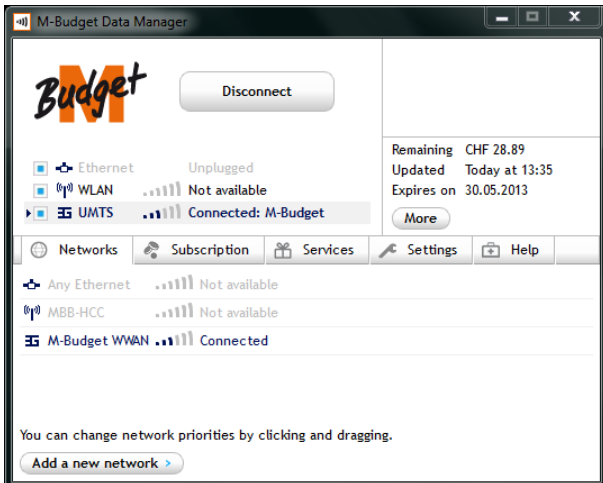 M-Budget Data Manager
M Budget
Disconnect
Ethernet Unplugged
WLAN Not available
3G UMTS Connected: M-Budget
Remaining CHF 28.89
Updated Today at 13:35
Expires on 30.05.2013
More
Networks Subscription Services Settings Help
Any Ethernet Not available
MBB-HCC Not available
3G M-Budget WWAN Connected
You can change network priorities by clicking and dragging.
Add a new network >